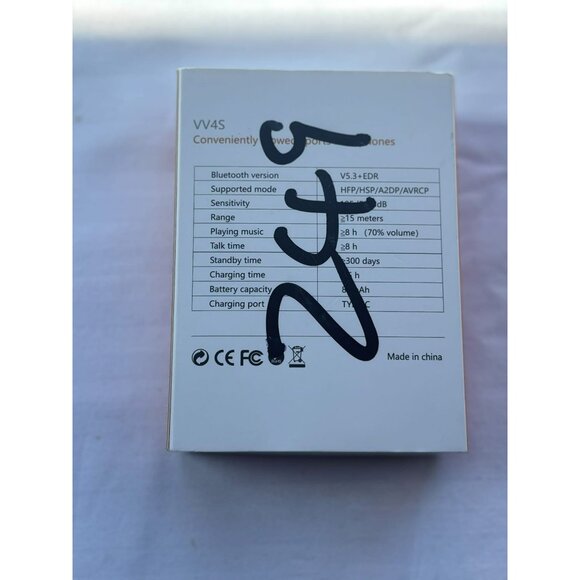 VV4S
Conveniently
Bluetooth version V5.3+EDR
Supported mode HFP/HSP/A2DP/AVRCP
Sensitivity
Range ≥15 meters
Playing music ≥8 h (70% volume)
Talk time ≥8 h
Standby time ≥300 days
Charging time h
Battery capacity
Charging port
CE FC
Made in china
249